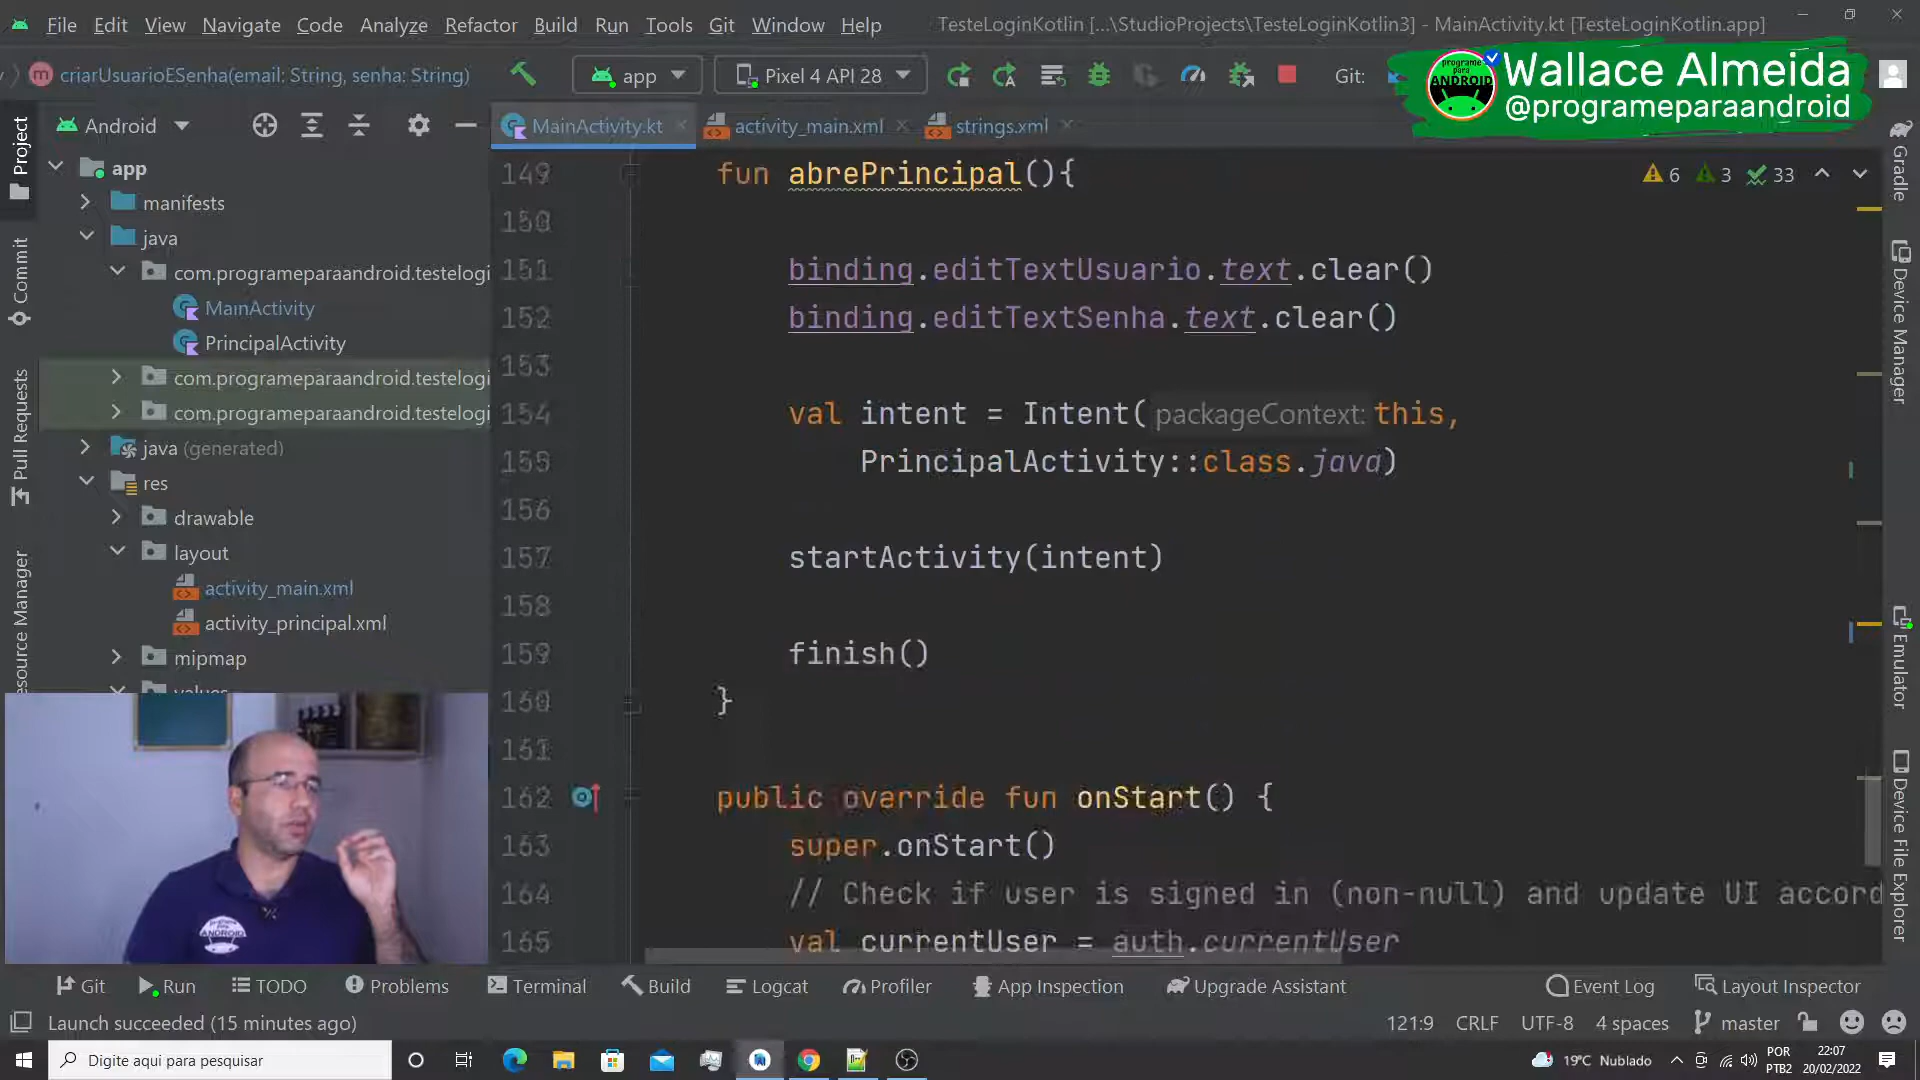 File Edit View Navigate Code Analyze Refactor Build Run Tools Git Window Help TesteLoginKotlin [...\StudioProjects\TesteLoginKotlin3] - MainActivity.kt [TesteLoginKotlin.app]
criarUsuarioESenha(email: String, senha: String) app Pixel 4 API 28 Git:
programe para ANDROID
Wallace Almeida
@programeparaandroid
Android
MainActivity.kt activity_main.xml strings.xml
Project
Commit
Pull Requests
esource Manager
app
manifests
java
com.programeparaandroid.testelogi
MainActivity
PrincipalActivity
com.programeparaandroid.testelogi
com.programeparaandroid.testelogi
java (generated)
res
drawable
layout
activity_main.xml
activity_principal.xml
mipmap
values
6 3 33
149 fun abrePrincipal(){
150
151 binding.editTextUsuario.text.clear()
152 binding.editTextSenha.text.clear()
153
154 val intent = Intent( packageContext: this,
155 PrincipalActivity::class.java)
156
157 startActivity(intent)
158
159 finish()
160 }
162 public override fun onStart() {
163 super.onStart()
164 // Check if user is signed in (non-null) and update UI accord
165 val currentUser = auth.currentUser
Gradle
Device Manager
Emulator
Device File Explorer
programe para ANDROID
Git Run TODO Problems Terminal Build Logcat Profiler App Inspection Upgrade Assistant Event Log Layout Inspector
Launch succeeded (15 minutes ago) 121:9 CRLF UTF-8 4 spaces master
Digite aqui para pesquisar
19°C Nublado
POR
PTB2
22:07
20/02/2022